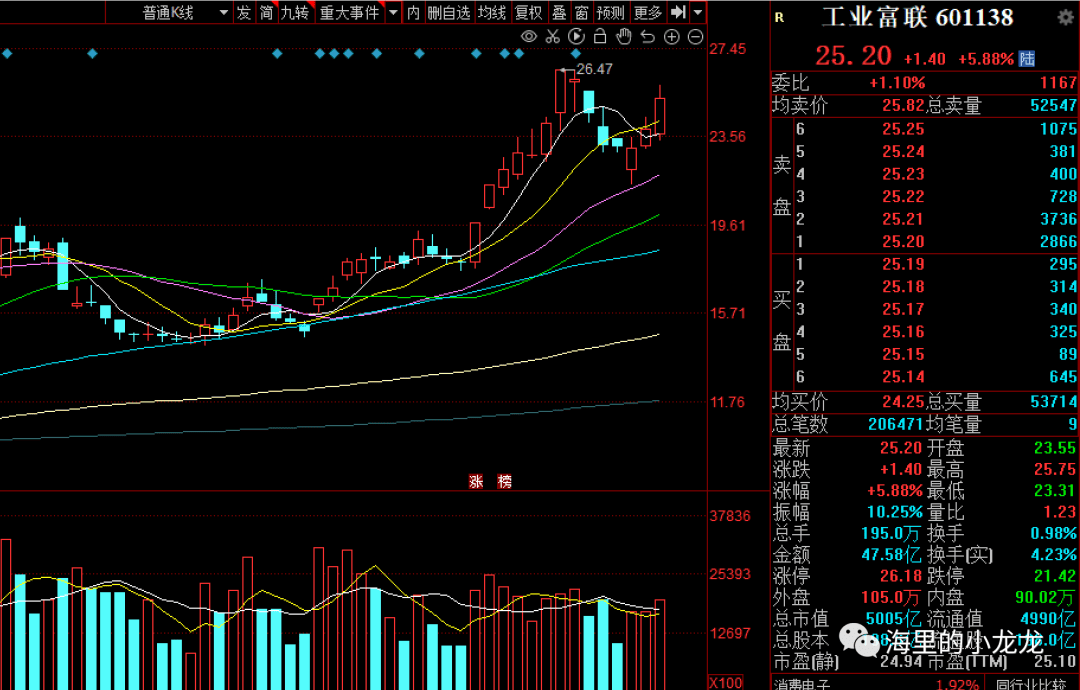 普通K线 发 简 九转 重大事件 内 删自选 均线 复权 叠 窗 预测 更多
R 工业富联 601138
25.20 +1.40 +5.88% 陆
26.47
27.45
23.56
19.61
15.71
11.76
涨 榜
37836
25393
12697
X100
委比 +1.10% 1167
均卖价 25.82 总卖量 52547
卖盘
6 25.25 1075
5 25.24 381
4 25.23 400
3 25.22 728
2 25.21 3736
1 25.20 2866
买盘
1 25.19 295
2 25.18 314
3 25.17 340
4 25.16 325
5 25.15 89
6 25.14 645
均买价 24.25 总买量 53714
总笔数 206471 均笔量 9
最新 25.20 开盘 23.55
涨跌 +1.40 最高 25.75
涨幅 +5.88% 最低 23.31
振幅 10.25% 量比 1.23
总手 195.0万 换手 0.98%
金额 47.58亿 换手(实) 4.23%
涨停 26.18 跌停 21.42
外盘 105.0万 内盘 90.02万
总市值 5005亿 流通值 4990亿
总股本
海里的小龙龙
市盈(静) 24.94 市盈(TTM) 25.10
消费电子 1.92% 同行业比较